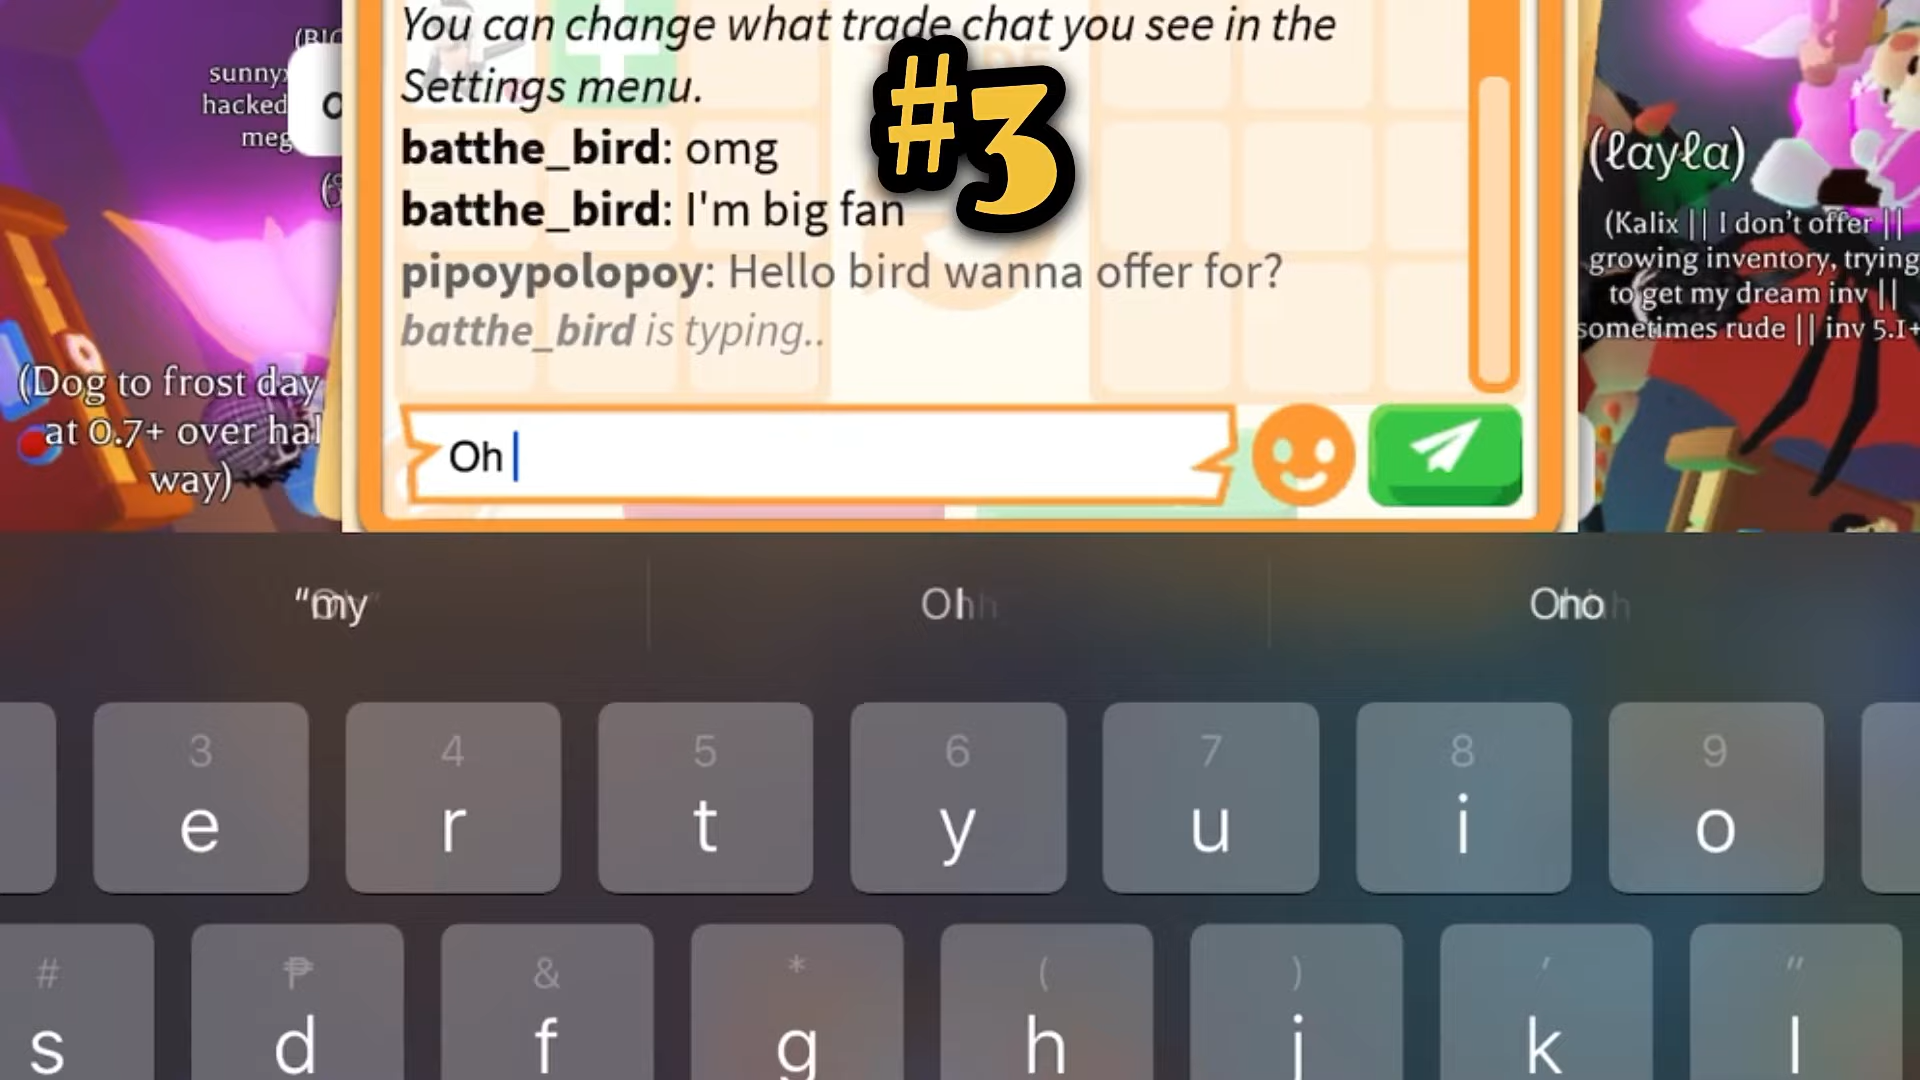 You can change what trade chat you see in the
Settings menu.
#3
batthe_bird: omg
batthe_bird: I'm big fan
pipoypolopoy: Hello bird wanna offer for?
batthe_bird is typing..
Oh
hacked
(Dog to frost day
at 0.7+ over hal
way)
(ℓayℓa)
(Kalix || I don't offer ||
growing inventory, trying
to get my dream inv ||
sometimes rude || inv 5.1+
"my
Oh
3 4 5 6 7 8 9
e r t y u i o
# ₱ & * ( ) ' "
s d f g h j k l